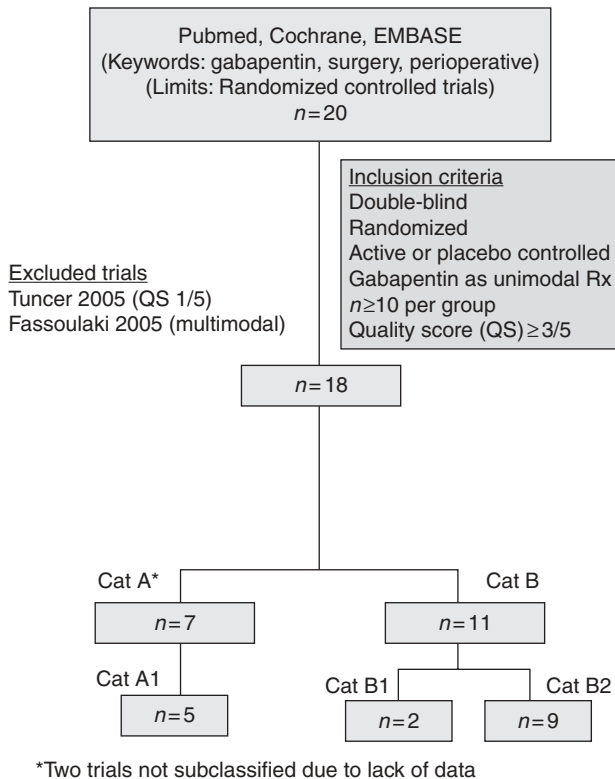 Pubmed, Cochrane, EMBASE
(Keywords: gabapentin, surgery, perioperative)
(Limits: Randomized controlled trials)
n=20
Inclusion criteria
Double-blind
Randomized
Active or placebo controlled
Gabapentin as unimodal Rx
n≥10 per group
Quality score (QS)≥3/5
Excluded trials
Tuncer 2005 (QS 1/5)
Fassoulaki 2005 (multimodal)
n=18
Cat A*
Cat B
n=7
n=11
Cat A1
Cat B1
Cat B2
n=5
n=2
n=9
*Two trials not subclassified due to lack of data